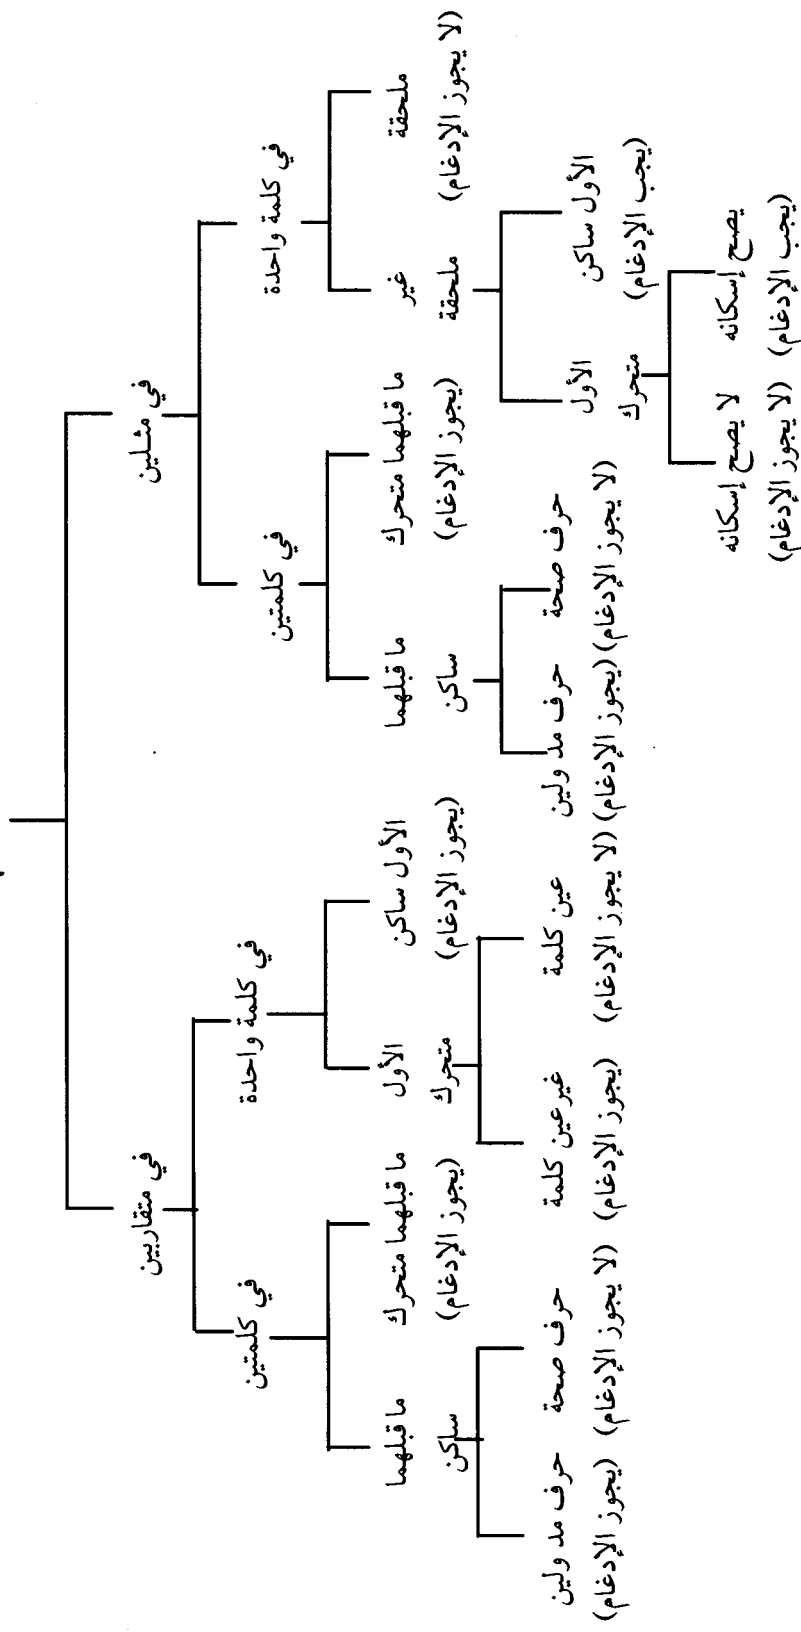 في مثلين
في متقاربين
في كلمة واحدة
في كلمتين
في كلمة واحدة
في كلمتين
ملحقة
(لا يجوز الإدغام)
غير
ملحقة
ما قبلهما متحرك
(يجوز الإدغام)
ما قبلهما
ساكن
الأول ساكن
(يجوز الإدغام)
الأول
متحرك
ما قبلهما متحرك
(يجوز الإدغام)
ما قبلهما
ساكن
الأول ساكن
(يجب الإدغام)
الأول
متحرك
حرف صحة
(لا يجوز الإدغام)
حرف مد ولين
(يجوز الإدغام)
عين كلمة
(لا يجوز الإدغام)
غير عين كلمة
(يجوز الإدغام)
حرف صحة
(لا يجوز الإدغام)
حرف مد ولين
(يجوز الإدغام)
يصح إسكانه
(يجب الإدغام)
لا يصح إسكانه
(لا يجوز الإدغام)